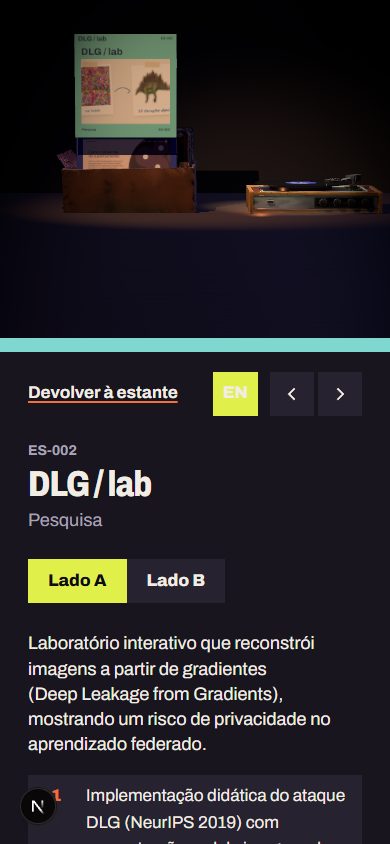 DLG / lab
DLG / lab
Pesquisa
Devolver à estante
EN
ES-002
DLG / lab
Pesquisa
Lado A
Lado B
Laboratório interativo que reconstrói
imagens a partir de gradientes
(Deep Leakage from Gradients),
mostrando um risco de privacidade no
aprendizado federado.
1
Implementação didática do ataque
DLG (NeurIPS 2019) com